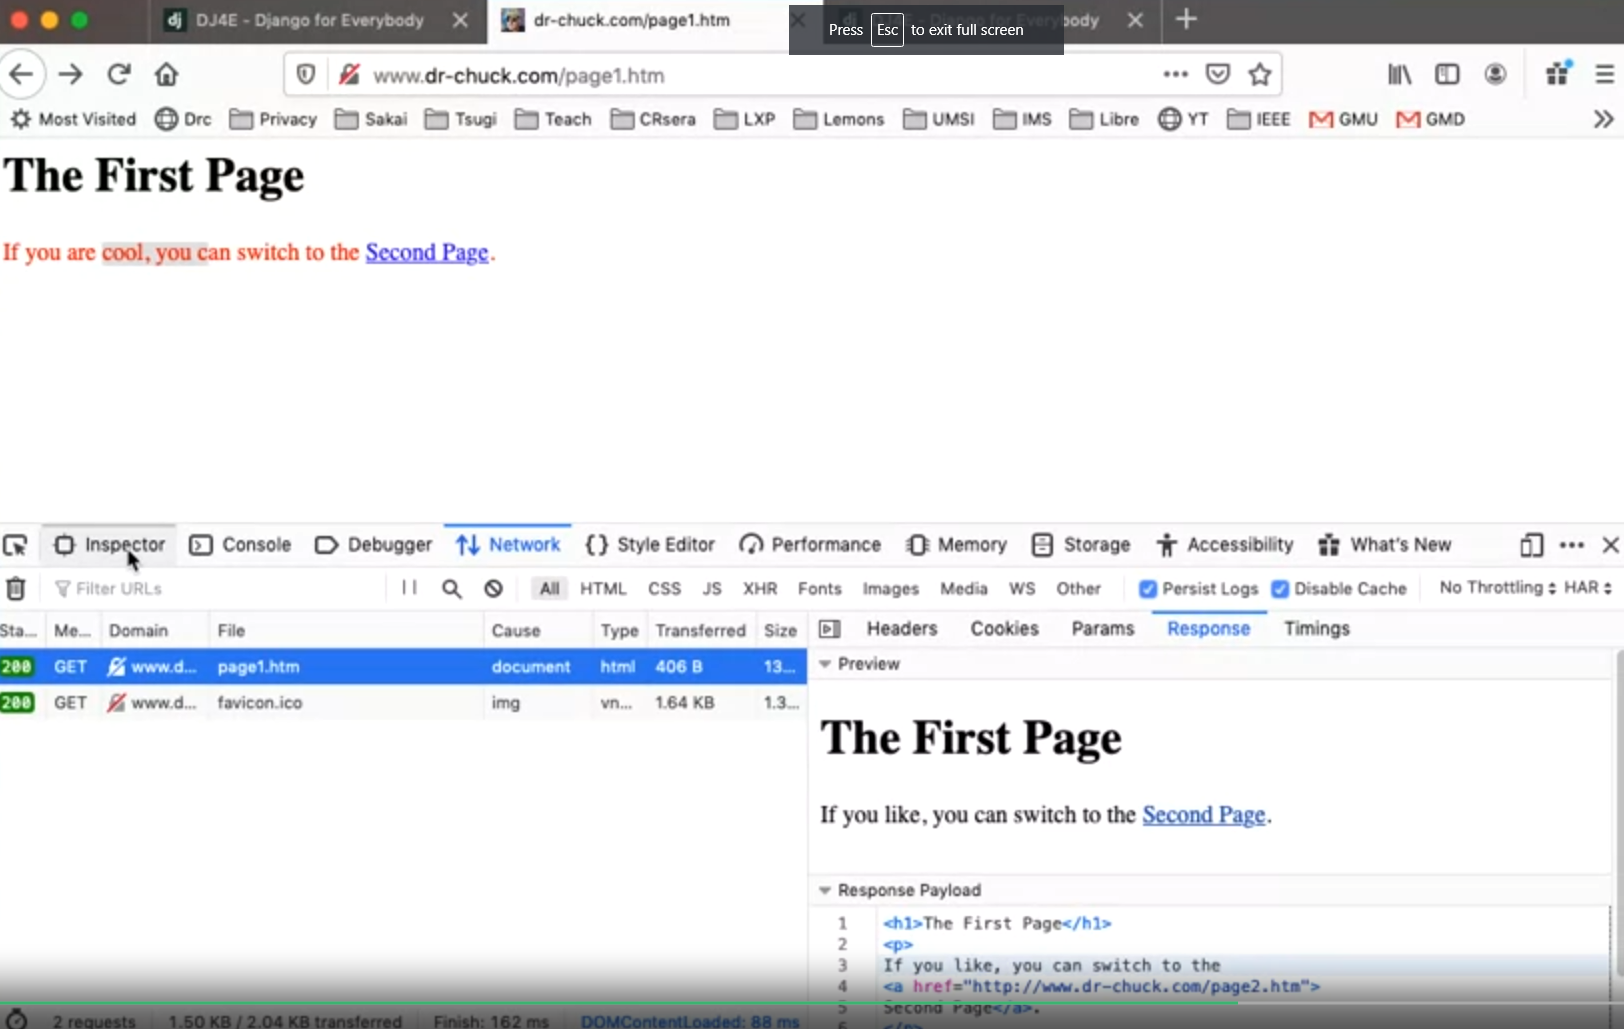 DJ4E - Django for Everybody
dr-chuck.com/page1.htm
Everybody
Press Esc to exit full screen
www.dr-chuck.com/page1.htm
Most Visited Drc Privacy Sakai Tsugi Teach CRsera LXP Lemons UMSI IMS Libre YT IEEE GMU GMD
The First Page
If you are cool, you can switch to the Second Page.
Inspector Console Debugger Network Style Editor Performance Memory Storage Accessibility What's New
Filter URLs All HTML CSS JS XHR Fonts Images Media WS Other Persist Logs Disable Cache No Throttling HAR
Sta... Me... Domain File Cause Type Transferred Size
200 GET www.d... page1.htm document html 406 B 13...
200 GET www.d... favicon.ico img vn... 1.64 KB 1.3...
Headers Cookies Params Response Timings
Preview
The First Page
If you like, you can switch to the Second Page.
Response Payload
1 <h1>The First Page</h1>
2 <p>
3 If you like, you can switch to the
4 <a href="http://www.dr-chuck.com/page2.htm">
5 Second Page</a>.
2 requests 1.50 KB / 2.04 KB transferred Finish: 162 ms DOMContentLoaded: 88 ms